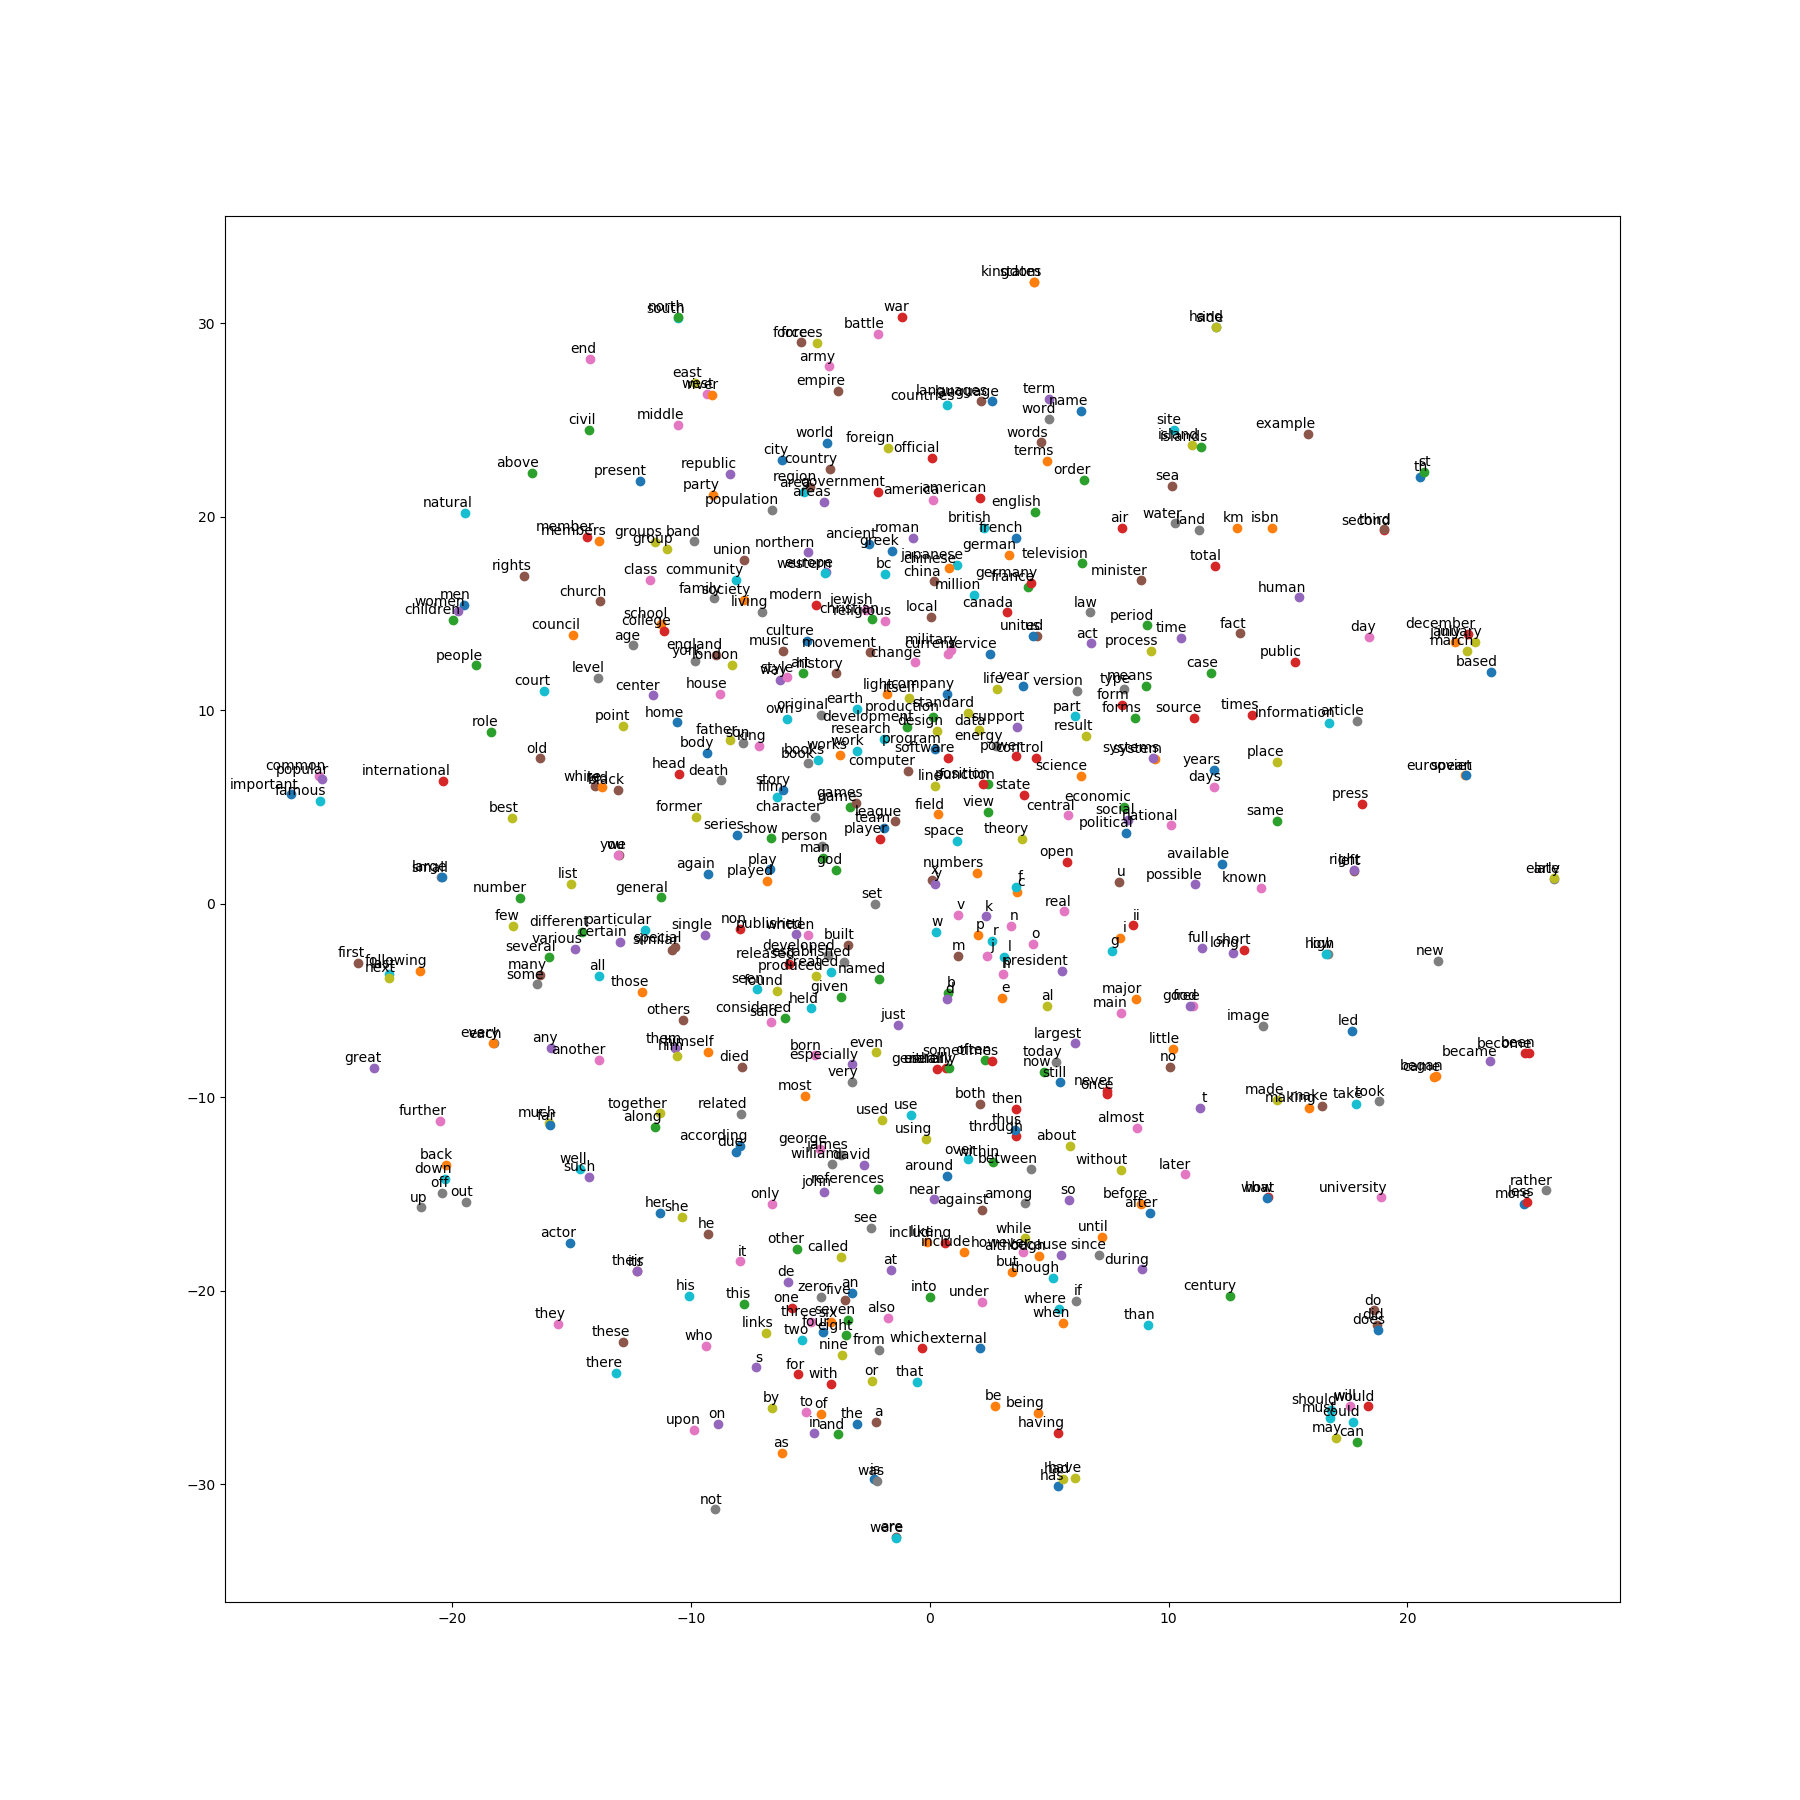 kingdom states
war
north
south
hand side
battle
force forces
end
army
east
empire
west river
languages language
term
countries
name
middle
word
civil
site
example
world
words
island
foreign
islands
official
city
terms
country
above
republic
st
present
region
order
th
area
government
sea
party
areas
america american
population
natural
english
water
british
air
km isbn
member
roman
french
land
second third
members
groups band
ancient
group
greek
german
union
northern
japanese
television
total
western europe
chinese
bc
rights
class community
china
germany
minister
france
family
million
human
men
society
church
modern
women
living
jewish
canada
children
christian
local
law
religious
school
period
college
council
december
age
culture
united us
time
fact
day
july january
england
music
movement
military
act
process
march
people
york london
current service
change
public
level
style
art history
case
based
court
way
center
house
light company
life year
version type
means
itself
form
home
own
original
earth
production
standard
part
forms
source
times
information
article
role
point
development
design
data support
father
son
king
research
energy
result
old
body
books works work
program
power control
systems system
book
software
place
common
international
head
computer
science
years
european soviet
popular
white red black
death
important
famous
story
line
position function
days
film
state
best
former
character
games
game
view
central
economic
press
league
field
social
national
same
series
show
team
political
person
player
space
theory
you we
man
large
small
again
play
god
open
available
right left
early late
list
played
x
y
numbers
u
possible
number
general
set
f
c
known
few
different
particular
single
non
published
written
v
k
real
certain
w
p
n
ii
various
special
similar
r
o
i
several
built
g
full
long short
high low
new
first
following
many
developed
released established
m
j
l
last
next
some
all
produced created
h
president
those
seen
found
named
given
b
d
e
al
major
good free
others
considered
held
main
said
just
image
led
every each
any
them
himself
another
him
born
even
largest
little
become been
great
died
especially
generally
sometimes often
today
no
became
very
now
still
began
came
most
never
once
further
much
far
together
related
both
then
t
made
making make
take took
along
used
use
almost
according
due
using
thus
through
about
george
james
back
well
william
david
over
within
between
without
later
down
such
around
off
references
rather
up
out
john
near
among
so
before
what how
university
more
less
her
she
only
against
after
actor
he
see
including like
while
until
it
other
called
include
however
although because since
their its
but
though
during
his
de
at
zero
five
an
into
under
where
if
century
this
one
do
did
does
they
three six seven
also
when
than
links
four
eight
these
who
two
nine
from
which external
there
s
for
with
or
that
by
to
of
be
being
should will would
upon
on
the
a
must could
in and
having
may can
as
was is
had have
has
not
were are